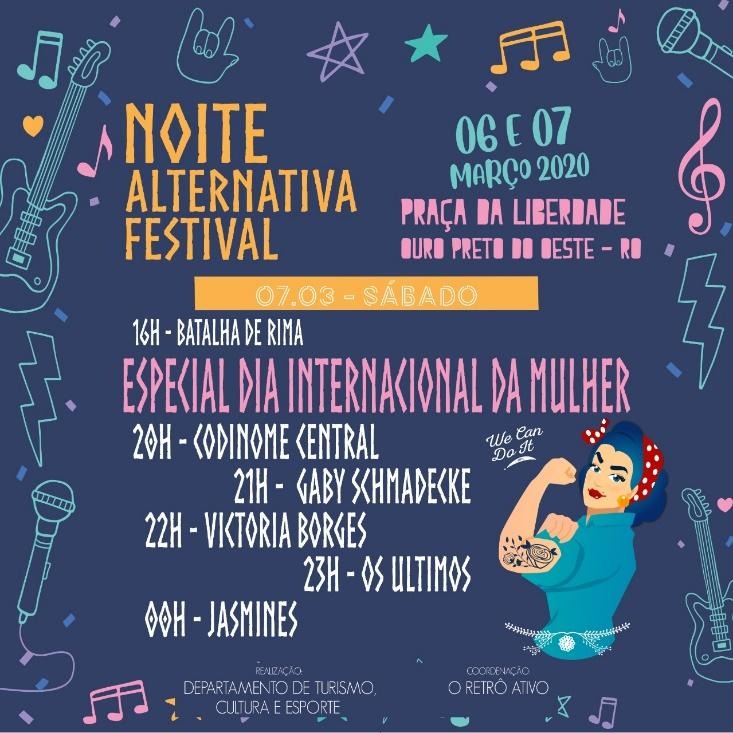 NOITE
ALTERNATIVA
FESTIVAL
06 E 07
MARÇO 2020
PRAÇA DA LIBERDADE
OURO PRETO DO OESTE - RO
07.03 - SÁBADO
16H - BATALHA DE RIMA
ESPECIAL DIA INTERNACIONAL DA MULHER
20H - CODINOME CENTRAL
21H - GABY SCHMADECKE
22H - VICTORIA BORGES
23H - OS ULTIMOS
00H - JASMINES
We Can
Do It
REALIZAÇÃO:
DEPARTAMENTO DE TURISMO,
CULTURA E ESPORTE
COORDENAÇÃO
O RETRÔ ATIVO